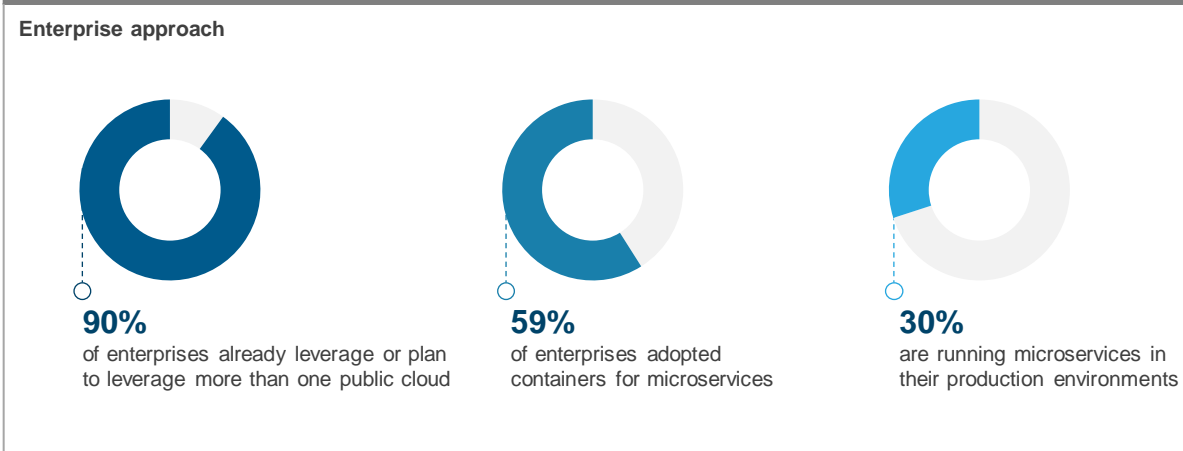 Enterprise approach
90%
of enterprises already leverage or plan
to leverage more than one public cloud
59%
of enterprises adopted
containers for microservices
30%
are running microservices in
their production environments